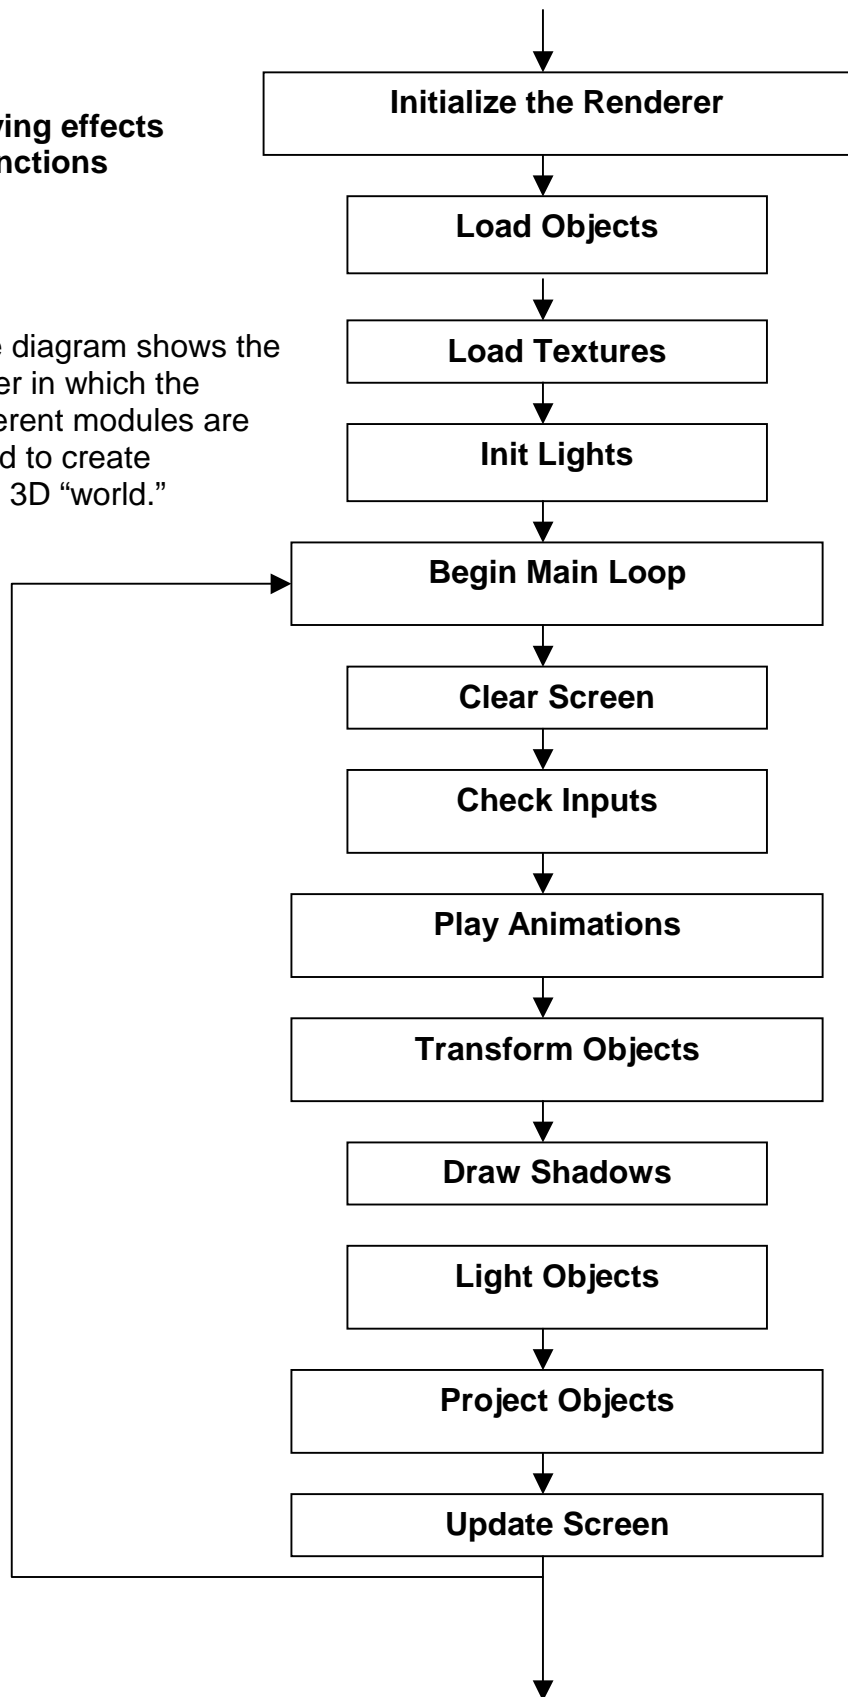 Initialize the Renderer
ving effects
nctions
Load Objects
e diagram shows the
er in which the
erent modules are
d to create
3D “world.”
Load Textures
Init Lights
Begin Main Loop
Clear Screen
Check Inputs
Play Animations
Transform Objects
Draw Shadows
Light Objects
Project Objects
Update Screen